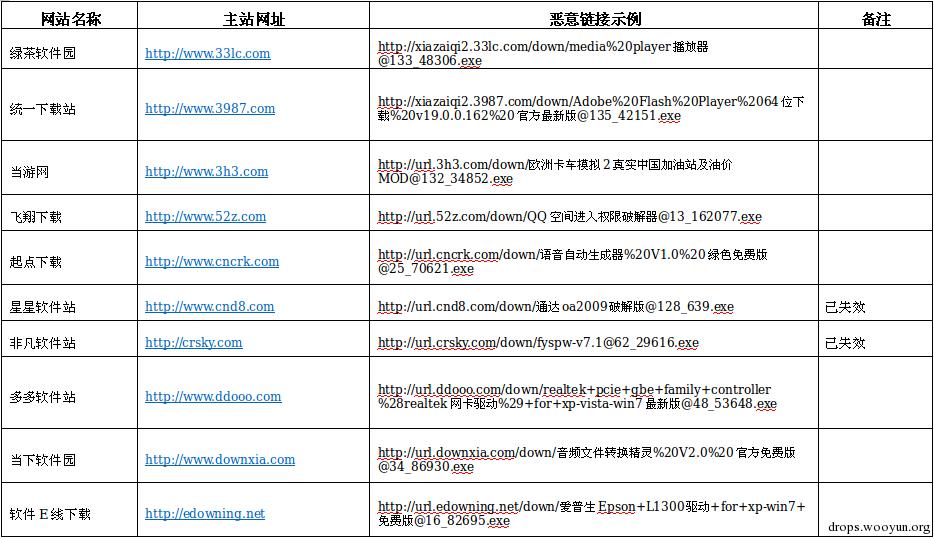 网站名称 主站网址 恶意链接示例 备注
绿茶软件园 http://www.33lc.com http://xiazaiqi2.33lc.com/down/media%20player 播放器
@133_48306.exe
统一下载站 http://www.3987.com http://xiazaiqi2.3987.com/down/Adobe%20Flash%20Player%2064 位下
载%20v19.0.0.162%20 官方最新版@135_42151.exe
当游网 http://www.3h3.com http://url.3h3.com/down/欧洲卡车模拟 2 真实中国加油站及油价
MOD@132_34852.exe
飞翔下载 http://www.52z.com http://url.52z.com/down/QQ 空间进入权限破解器@13_162077.exe
起点下载 http://www.cncrk.com http://url.cncrk.com/down/语音自动生成器%20V1.0%20 绿色免费版
@25_70621.exe
星星软件站 http://www.cnd8.com http://url.cnd8.com/down/通达 oa2009 破解版@128_639.exe 已失效
非凡软件站 http://crsky.com http://url.crsky.com/down/fyspw-v7.1@62_29616.exe 已失效
多多软件站 http://www.ddooo.com http://url.ddooo.com/down/realtek+pcie+gbe+family+controller
%28realtek 网卡驱动%29+for+xp-vista-win7 最新版@48_53648.exe
当下软件园 http://www.downxia.com http://url.downxia.com/down/音频文件转换精灵%20V2.0%20 官方免费版
@34_86930.exe
软件 E 线下载 http://edowning.net http://url.edowning.net/down/爱普生 Epson+L1300 驱动+for+xp-win7+
免费版@16_82695.exe
drops.wooyun.org